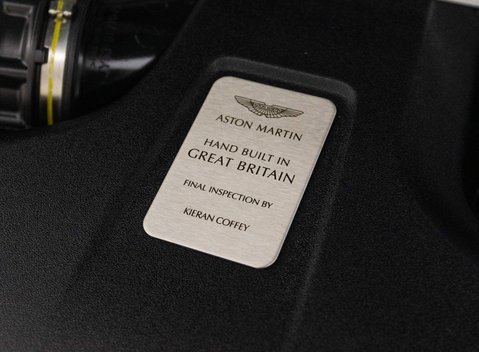 ASTON MARTIN
HAND BUILT IN
GREAT BRITAIN
FINAL INSPECTION BY
KIERAN COFFEY